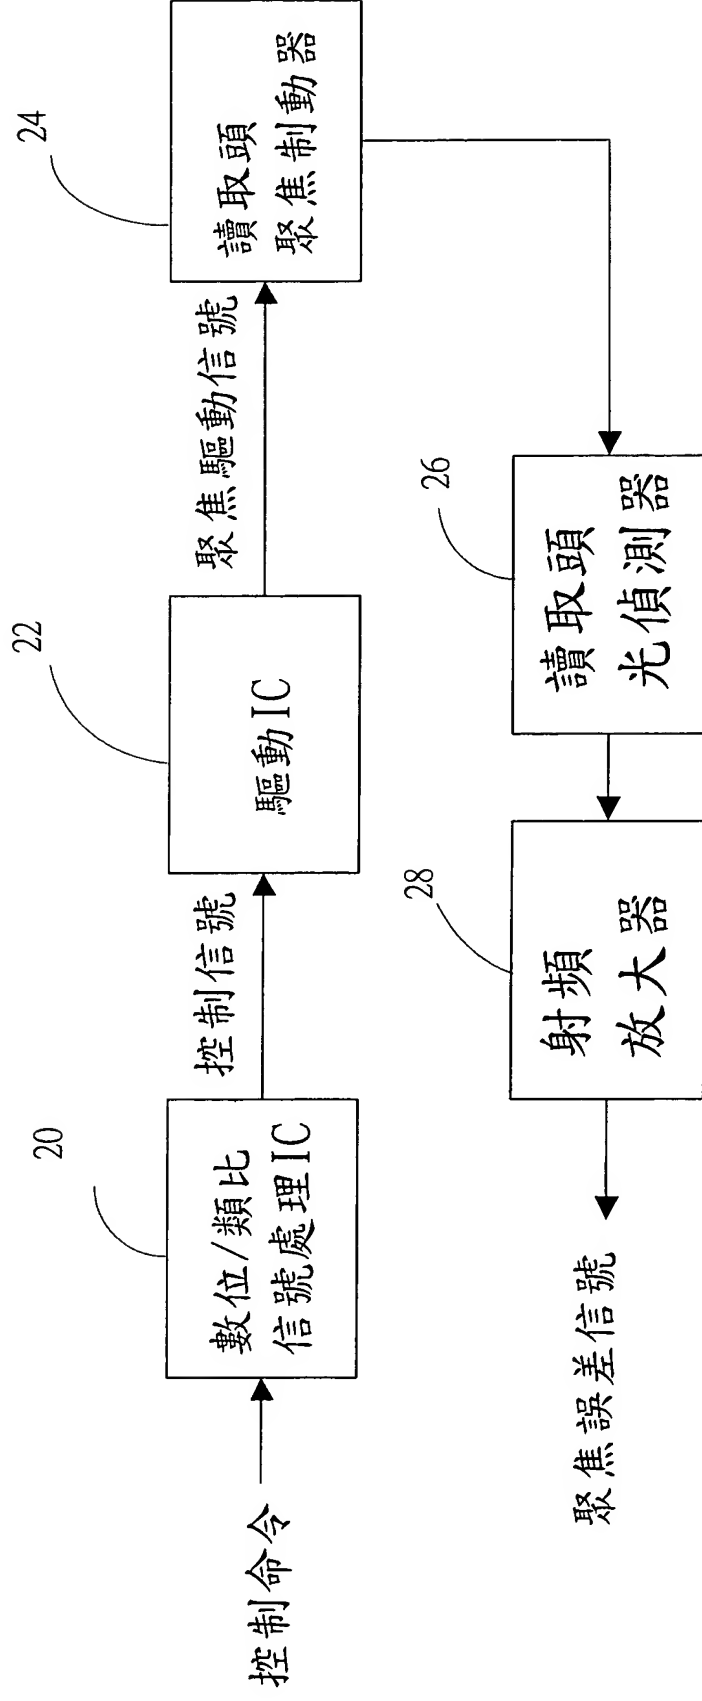 控制命令
20
數位/類比
信號處理IC
控制信號
22
驅動IC
聚焦驅動信號
24
讀取頭
聚焦制動器
26
讀取頭
光偵測器
28
射頻
放大器
聚焦誤差信號